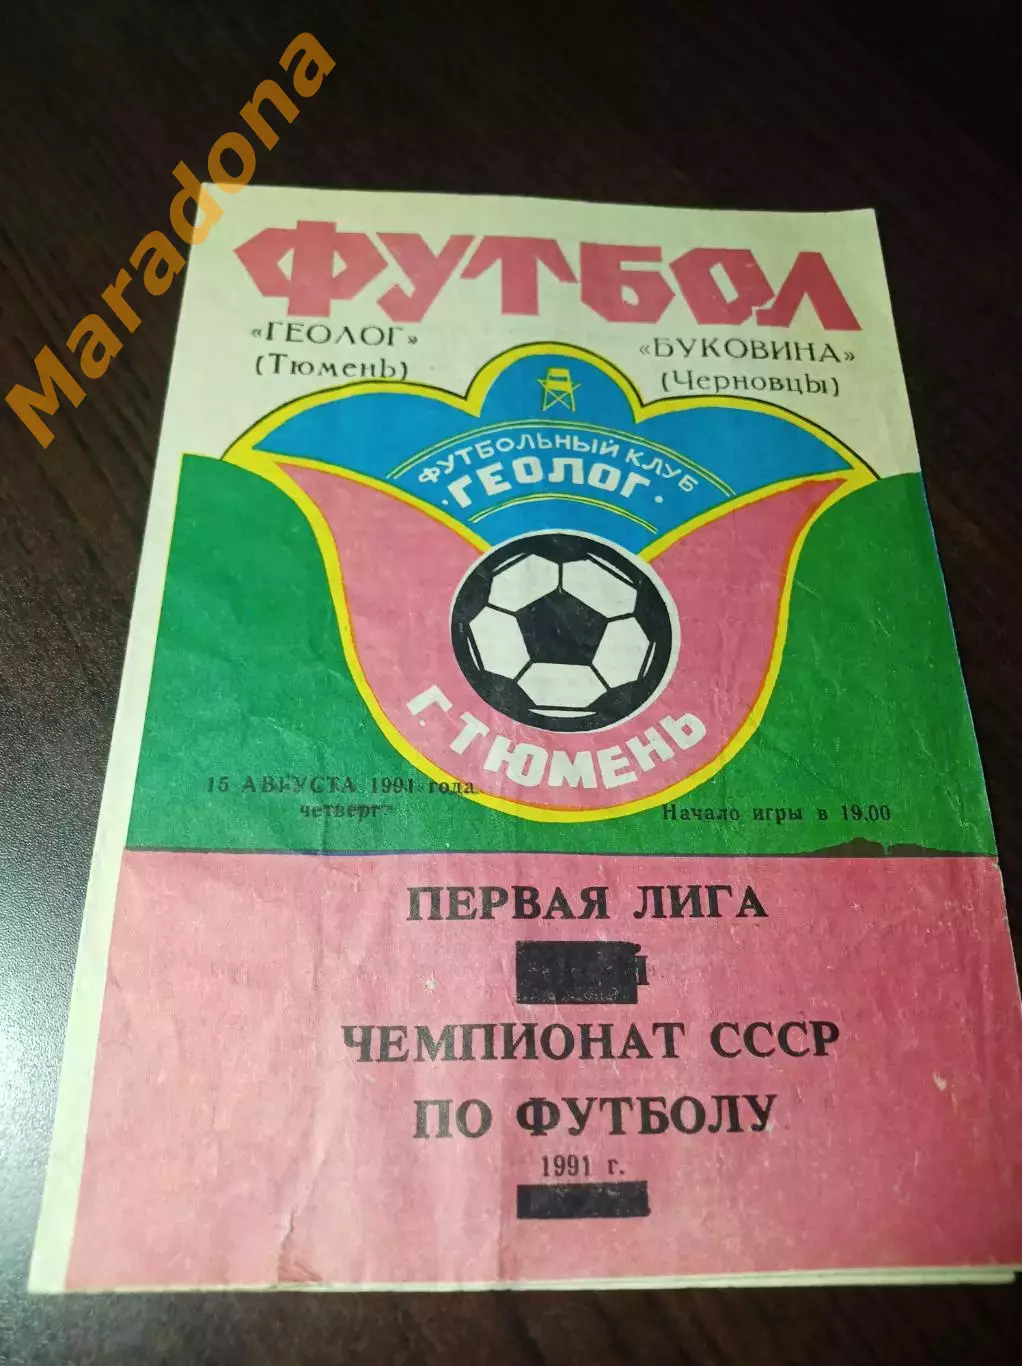 Maradona
ФУТБОЛ
«ГЕОЛОГ»
(Тюмень)
«БУКОВИНА»
(Черновцы)
ФУТБОЛЬНЫЙ КЛУБ
·ГЕОЛОГ·
Г. ТЮМЕНЬ
15 АВГУСТА 1991 года
четверг
Начало игры в 19.00
ПЕРВАЯ ЛИГА
ЧЕМПИОНАТ СССР
ПО ФУТБОЛУ
1991 г.